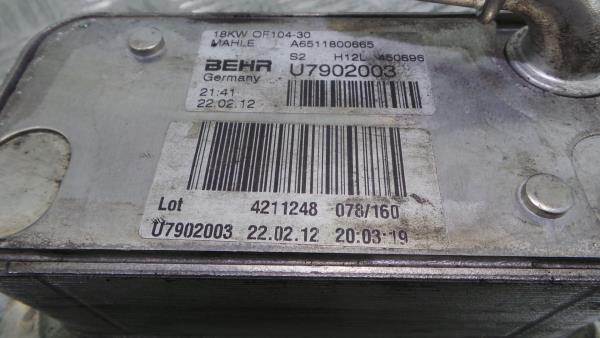 18KW OF104-30
MAHLE A6511800665
S2 H12L 450696
BEHR U7902003
Germany
21:41
22.02.12
Lot 4211248 078/160
U7902003 22.02.12 20:03:19